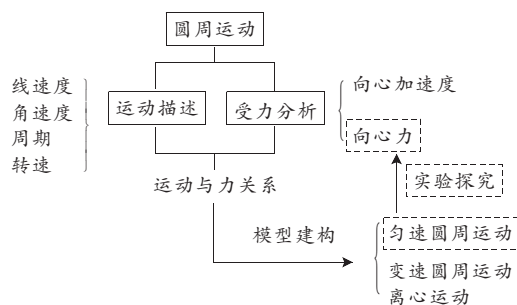 圆周运动
线速度
角速度
周期
转速
运动描述
受力分析
向心加速度
向心力
运动与力关系
实验探究
模型建构
匀速圆周运动
变速圆周运动
离心运动